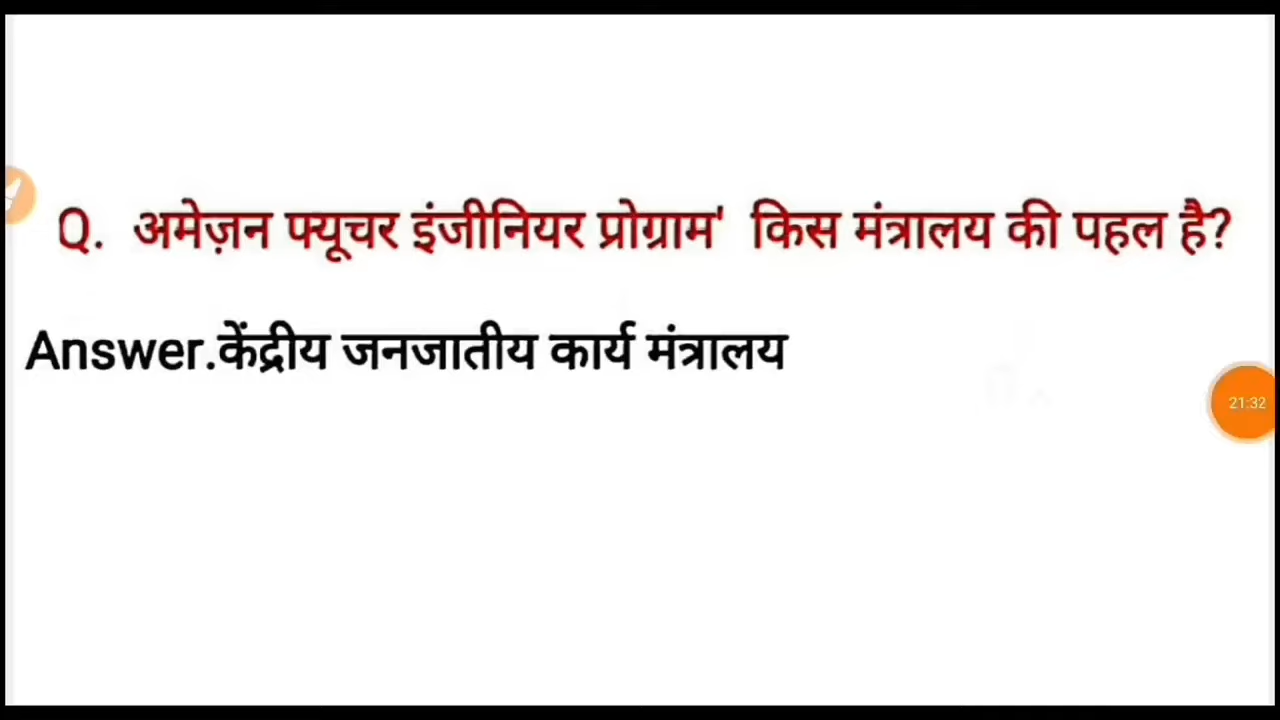 Q. अमेज़न फ्यूचर इंजीनियर प्रोग्राम' किस मंत्रालय की पहल है?
Answer.केंद्रीय जनजातीय कार्य मंत्रालय
21:32